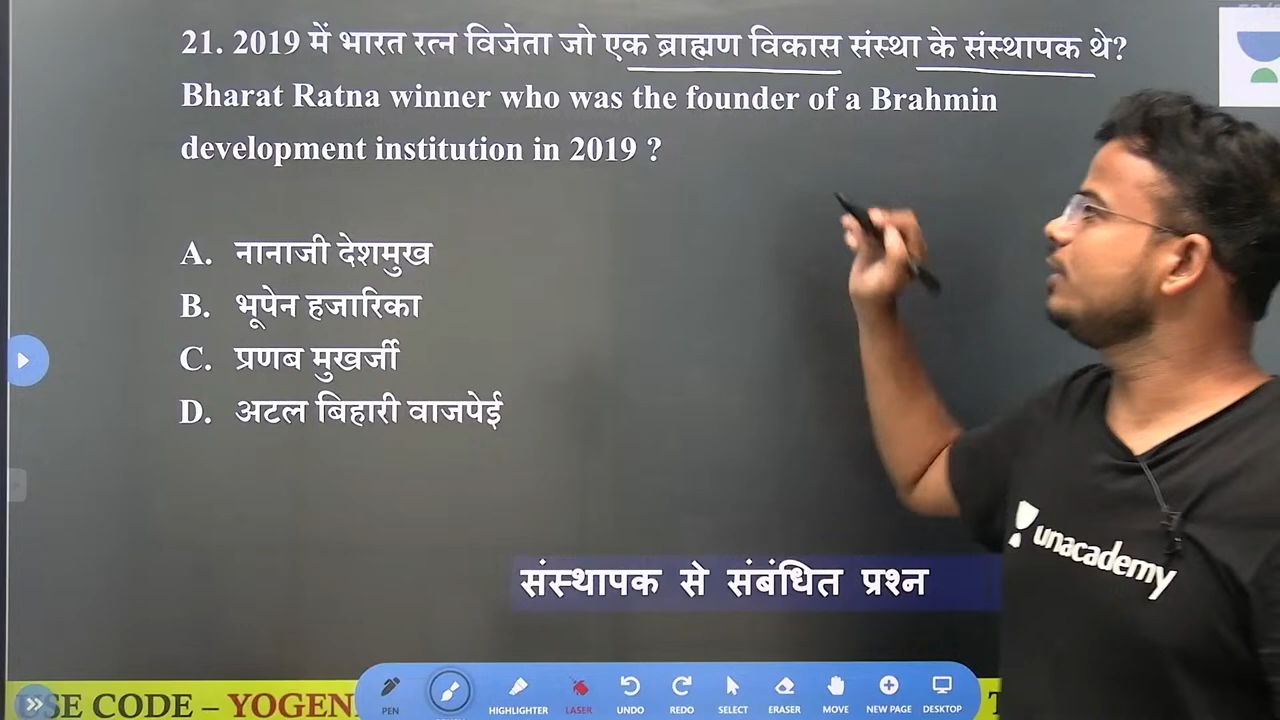 21. 2019 में भारत रत्न विजेता जो एक ब्राह्मण विकास संस्था के संस्थापक थे?
Bharat Ratna winner who was the founder of a Brahmin
development institution in 2019 ?
A. नानाजी देशमुख
B. भूपेन हजारिका
C. प्रणब मुखर्जी
D. अटल बिहारी वाजपेई
unacademy
संस्थापक से संबंधित प्रश्न
USE CODE – YOGEN
PEN HIGHLIGHTER LASER UNDO REDO SELECT ERASER MOVE NEW PAGE DESKTOP